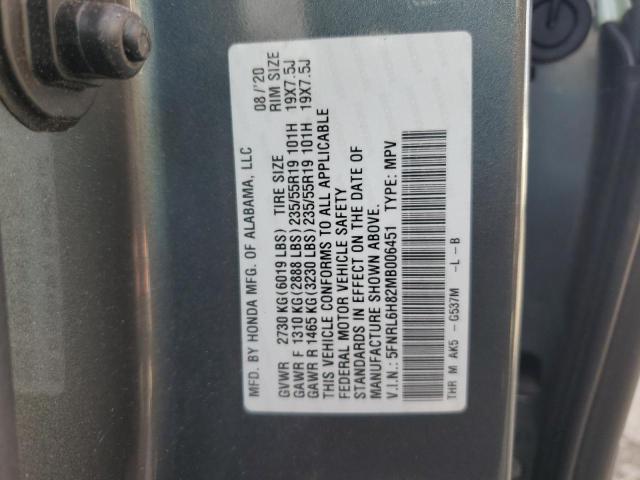 MFD. BY HONDA MFG. OF ALABAMA, LLC 08/'20
GVWR 2730 KG(6019 LBS) TIRE SIZE RIM SIZE
GAWR F 1310 KG(2888 LBS)235/55R19 101H 19X7.5J
GAWR R 1465 KG(3230 LBS)235/55R19 101H 19X7.5J
THIS VEHICLE CONFORMS TO ALL APPLICABLE
FEDERAL MOTOR VEHICLE SAFETY
STANDARDS IN EFFECT ON THE DATE OF
MANUFACTURE SHOWN ABOVE.
V.I.N.: 5FNRL6H82MB006451 TYPE: MPV
THR M AK5 - G537M -L-B